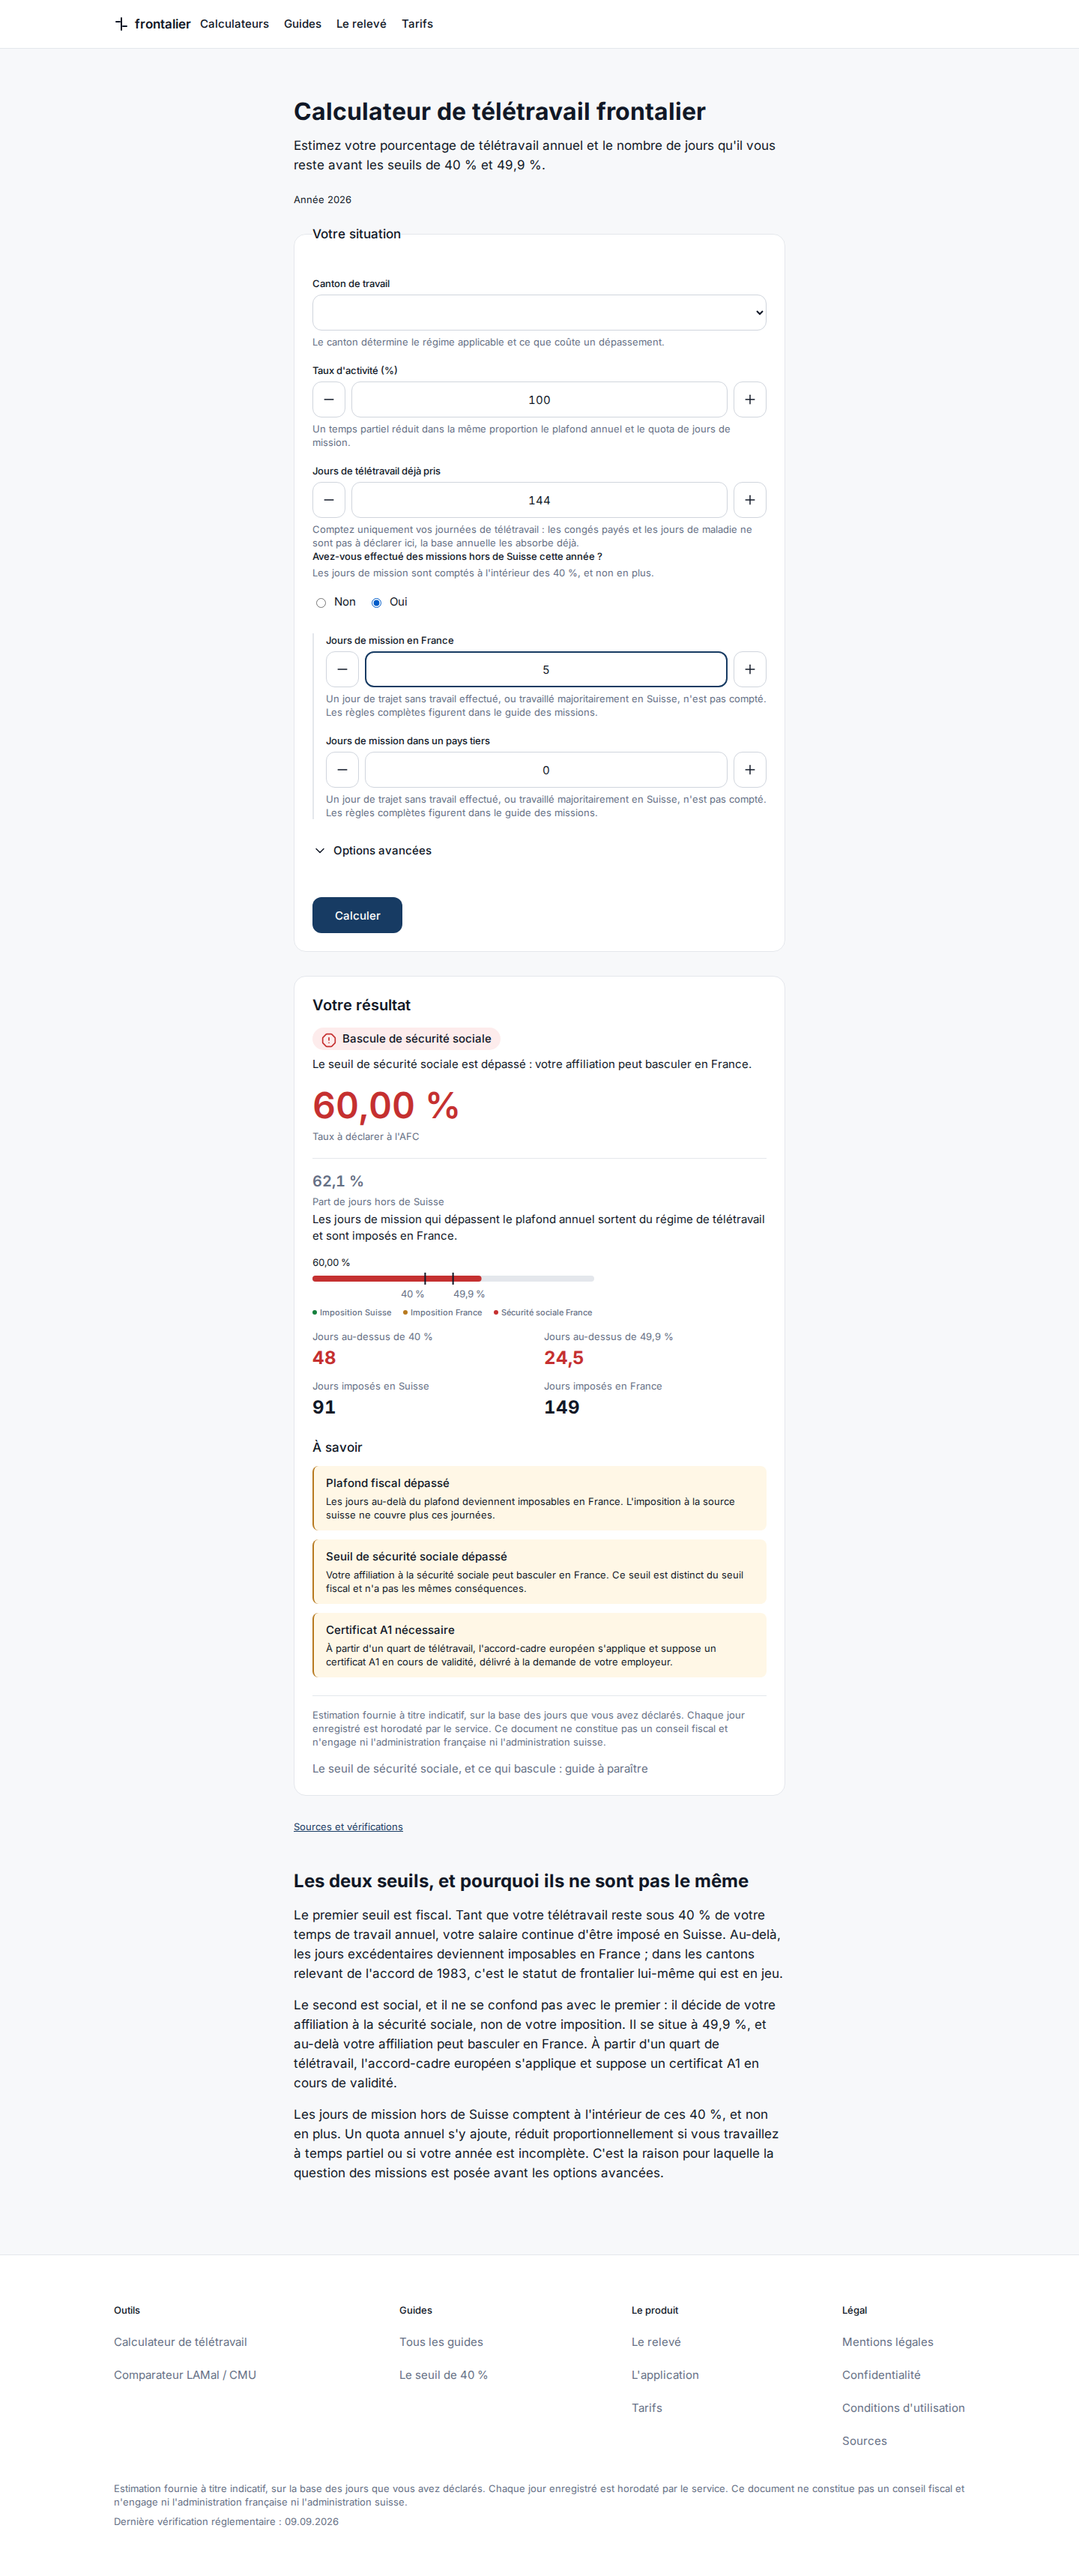 frontalier Calculateurs Guides Le relevé Tarifs
Calculateur de télétravail frontalier
Estimez votre pourcentage de télétravail annuel et le nombre de jours qu'il vous
reste avant les seuils de 40 % et 49,9 %.
Année 2026
Votre situation
Canton de travail
Le canton détermine le régime applicable et ce que coûte un dépassement.
Taux d'activité (%)
− 100 +
Un temps partiel réduit dans la même proportion le plafond annuel et le quota de jours de
mission.
Jours de télétravail déjà pris
− 144 +
Comptez uniquement vos journées de télétravail : les congés payés et les jours de maladie ne
sont pas à déclarer ici, la base annuelle les absorbe déjà.
Avez-vous effectué des missions hors de Suisse cette année ?
Les jours de mission sont comptés à l'intérieur des 40 %, et non en plus.
Non Oui
Jours de mission en France
− 5 +
Un jour de trajet sans travail effectué, ou travaillé majoritairement en Suisse, n'est pas compté.
Les règles complètes figurent dans le guide des missions.
Jours de mission dans un pays tiers
− 0 +
Un jour de trajet sans travail effectué, ou travaillé majoritairement en Suisse, n'est pas compté.
Les règles complètes figurent dans le guide des missions.
Options avancées
Calculer
Votre résultat
Bascule de sécurité sociale
Le seuil de sécurité sociale est dépassé : votre affiliation peut basculer en France.
60,00 %
Taux à déclarer à l'AFC
62,1 %
Part de jours hors de Suisse
Les jours de mission qui dépassent le plafond annuel sortent du régime de télétravail
et sont imposés en France.
60,00 %
40 % 49,9 %
Imposition Suisse Imposition France Sécurité sociale France
Jours au-dessus de 40 % Jours au-dessus de 49,9 %
48 24,5
Jours imposés en Suisse Jours imposés en France
91 149
À savoir
Plafond fiscal dépassé
Les jours au-delà du plafond deviennent imposables en France. L'imposition à la source
suisse ne couvre plus ces journées.
Seuil de sécurité sociale dépassé
Votre affiliation à la sécurité sociale peut basculer en France. Ce seuil est distinct du seuil
fiscal et n'a pas les mêmes conséquences.
Certificat A1 nécessaire
À partir d'un quart de télétravail, l'accord-cadre européen s'applique et suppose un
certificat A1 en cours de validité, délivré à la demande de votre employeur.
Estimation fournie à titre indicatif, sur la base des jours que vous avez déclarés. Chaque jour
enregistré est horodaté par le service. Ce document ne constitue pas un conseil fiscal et
n'engage ni l'administration française ni l'administration suisse.
Le seuil de sécurité sociale, et ce qui bascule : guide à paraître
Sources et vérifications
Les deux seuils, et pourquoi ils ne sont pas le même
Le premier seuil est fiscal. Tant que votre télétravail reste sous 40 % de votre
temps de travail annuel, votre salaire continue d'être imposé en Suisse. Au-delà,
les jours excédentaires deviennent imposables en France ; dans les cantons
relevant de l'accord de 1983, c'est le statut de frontalier lui-même qui est en jeu.
Le second est social, et il ne se confond pas avec le premier : il décide de votre
affiliation à la sécurité sociale, non de votre imposition. Il se situe à 49,9 %, et
au-delà votre affiliation peut basculer en France. À partir d'un quart de
télétravail, l'accord-cadre européen s'applique et suppose un certificat A1 en
cours de validité.
Les jours de mission hors de Suisse comptent à l'intérieur de ces 40 %, et non
en plus. Un quota annuel s'y ajoute, réduit proportionnellement si vous travaillez
à temps partiel ou si votre année est incomplète. C'est la raison pour laquelle la
question des missions est posée avant les options avancées.
Outils Guides Le produit Légal
Calculateur de télétravail Tous les guides Le relevé Mentions légales
Comparateur LAMal / CMU Le seuil de 40 % L'application Confidentialité
Tarifs Conditions d'utilisation
Sources
Estimation fournie à titre indicatif, sur la base des jours que vous avez déclarés. Chaque jour enregistré est horodaté par le service. Ce document ne constitue pas un conseil fiscal et
n'engage ni l'administration française ni l'administration suisse.
Dernière vérification réglementaire : 09.09.2026